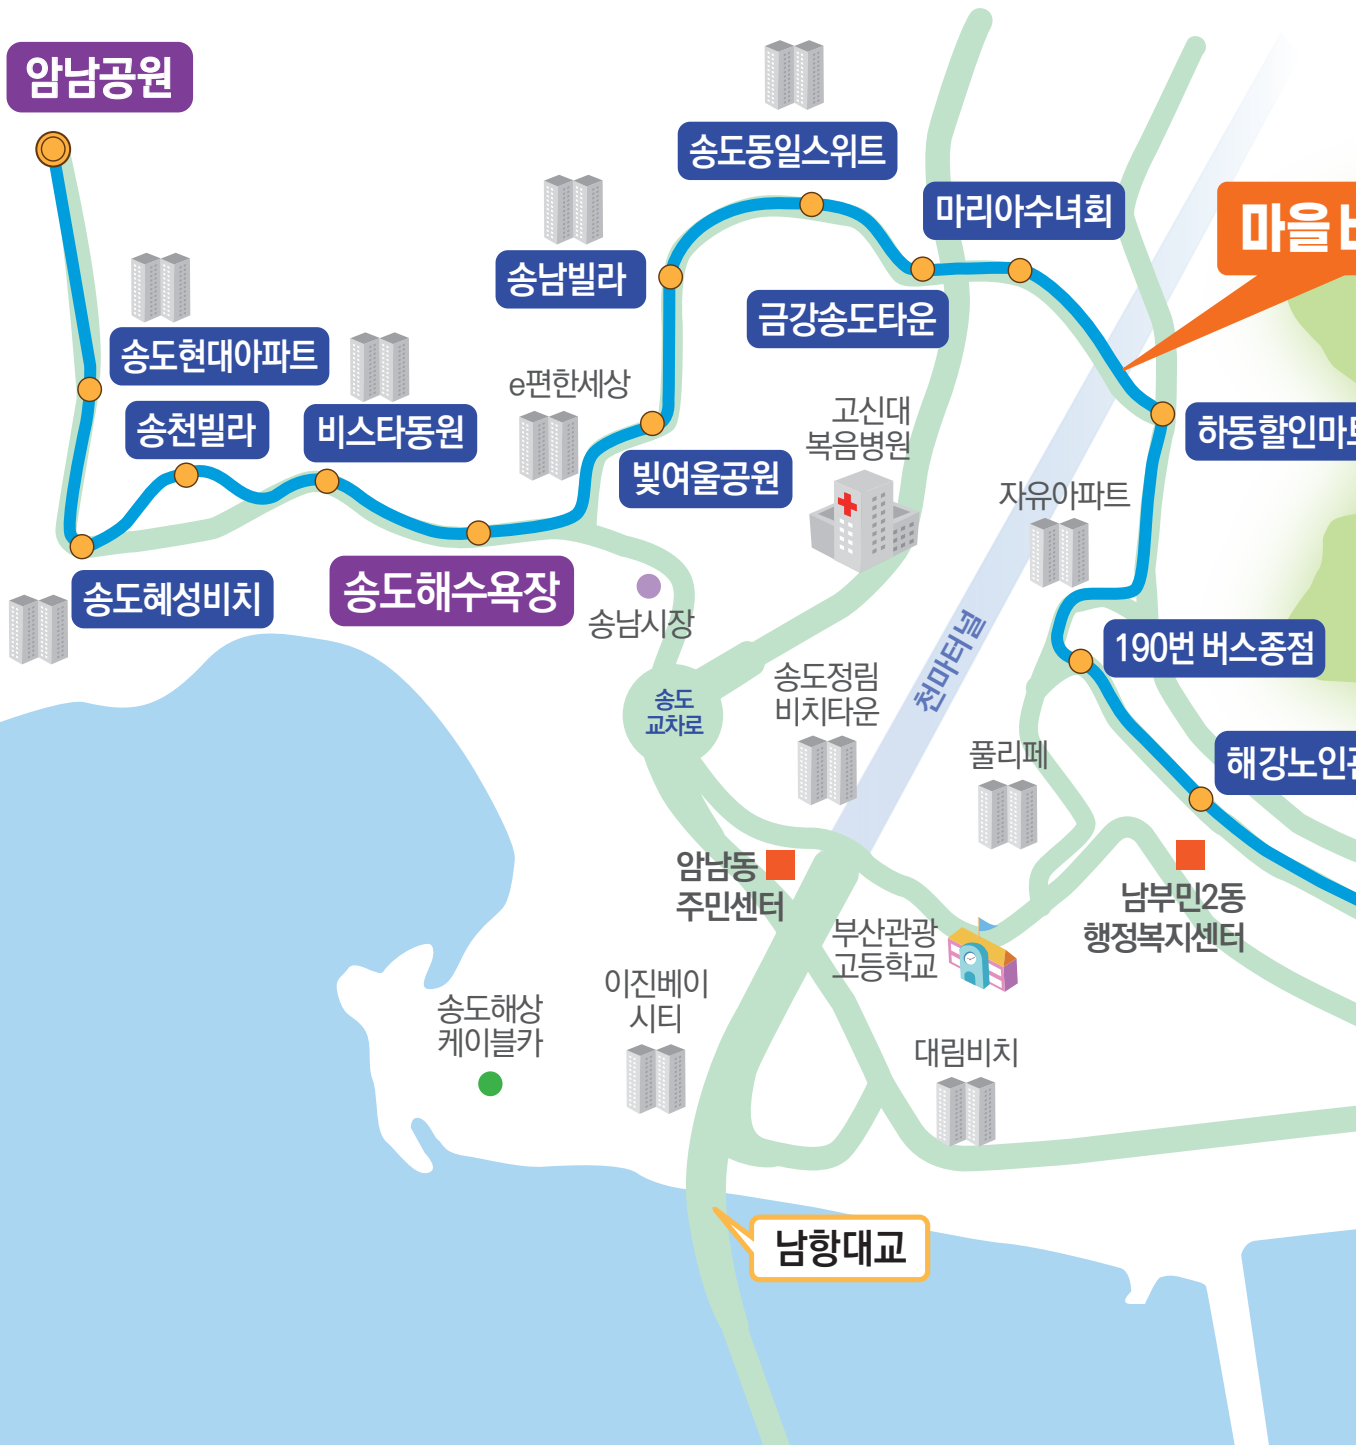 암남공원
송도동일스위트
마리아수녀회
마을
송남빌라
금강송도타운
송도현대아파트
e편한세상
송천빌라
비스타동원
고신대
복음병원
하동할인마트
빛여울공원
자유아파트
송도혜성비치
송도해수욕장
송남시장
천마터널
190번 버스종점
송도
교차로
송도정림
비치타운
풀리페
해강노인
암남동
주민센터
남부민2동
행정복지센터
부산관광
고등학교
이진베이
시티
송도해상
케이블카
대림비치
남항대교